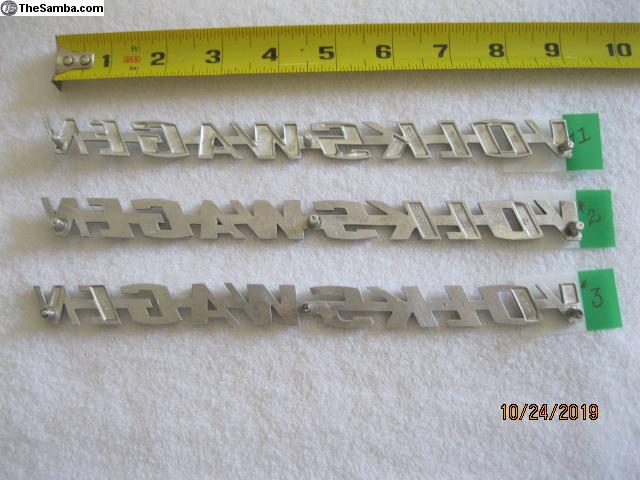 TheSamba.com
1 2 3 4 5 6 7 8 9 10
VOLKSWAGEN
#1
VOLKSWAGEN
#2
VOLKSWAGEN
#3
10/24/2019